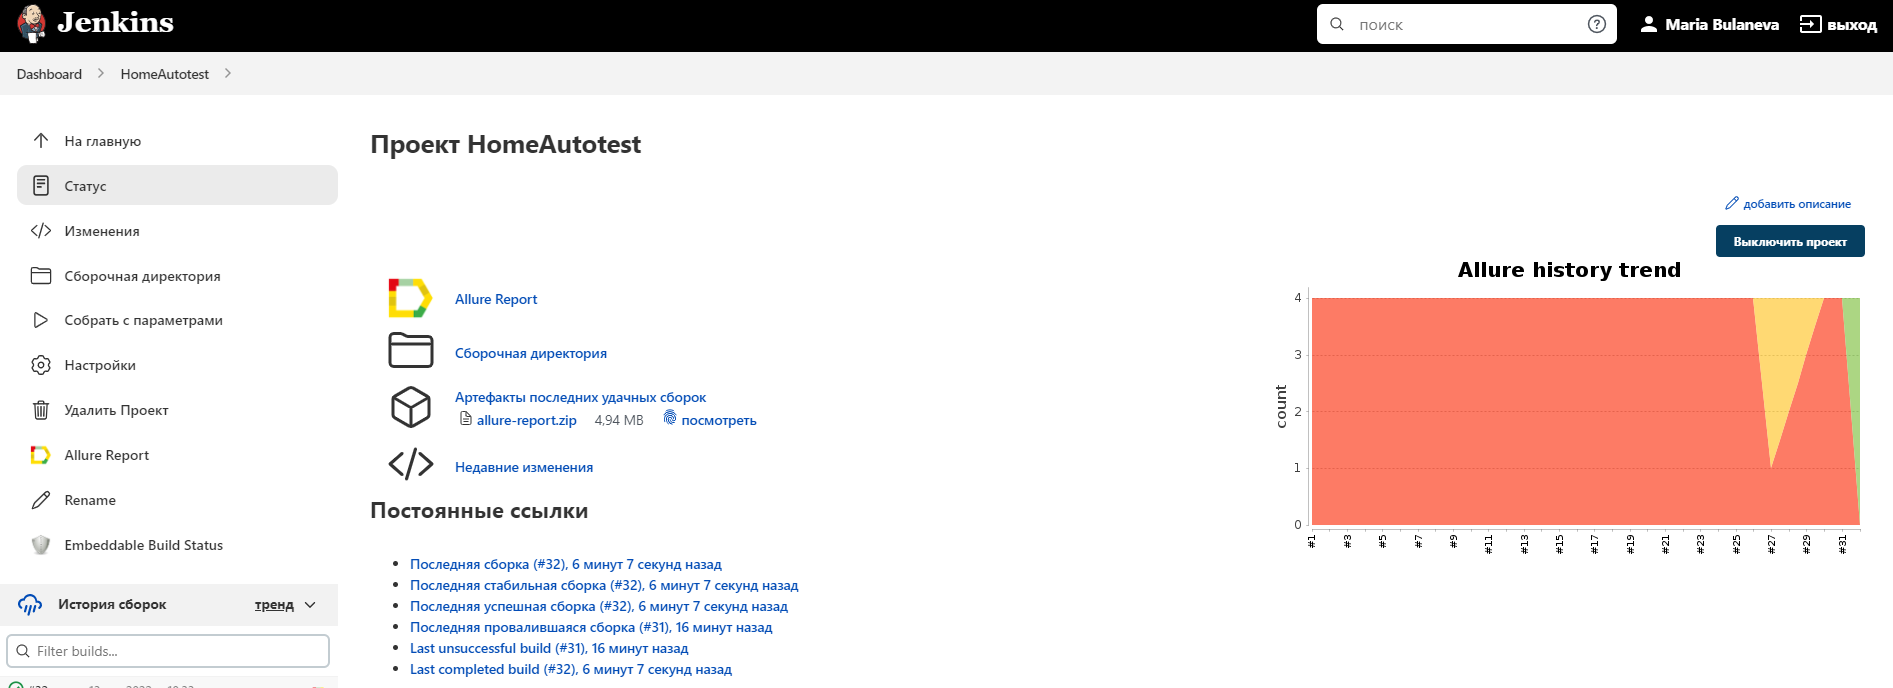 Jenkins
поиск
Maria Bulaneva
выход
Dashboard
HomeAutotest
На главную
Статус
Изменения
Сборочная директория
Собрать с параметрами
Настройки
Удалить Проект
Allure Report
Rename
Embeddable Build Status
История сборок
тренд
Filter builds...
Проект HomeAutotest
добавить описание
Выключить проект
Allure Report
Сборочная директория
Артефакты последних удачных сборок
allure-report.zip 4,94 MB посмотреть
Недавние изменения
Постоянные ссылки
Последняя сборка (#32), 6 минут 7 секунд назад
Последняя стабильная сборка (#32), 6 минут 7 секунд назад
Последняя успешная сборка (#32), 6 минут 7 секунд назад
Последняя провалившаяся сборка (#31), 16 минут назад
Last unsuccessful build (#31), 16 минут назад
Last completed build (#32), 6 минут 7 секунд назад
Allure history trend
count
4
3
2
1
0
#1 #3 #5 #7 #9 #11 #13 #15 #17 #19 #21 #23 #25 #27 #29 #31